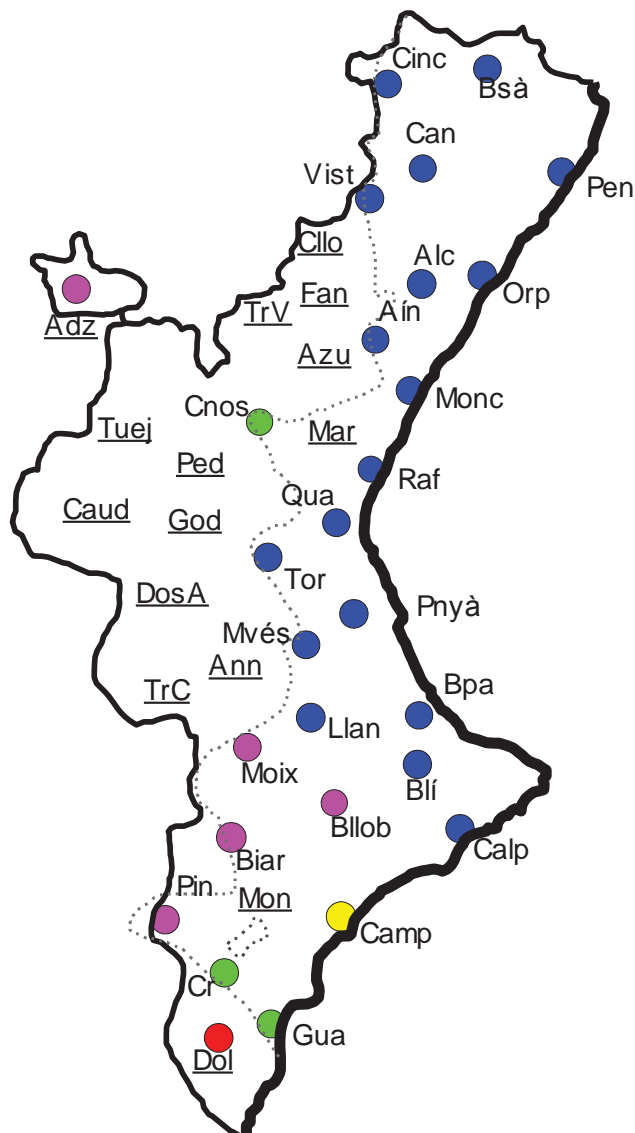 Cinc
Bsà
Can
Vist
Pen
Cllo
Alc
Fan
Orp
TrV
Aín
Adz
Azu
Monc
Cnos
Tuej
Mar
Ped
Raf
Qua
Caud
God
Tor
DosA
Pnyà
Mvés
Ann
TrC
Bpa
Llan
Moix
Blí
Bllob
Biar
Calp
Pin
Mon
Camp
Cr
Gua
Dol